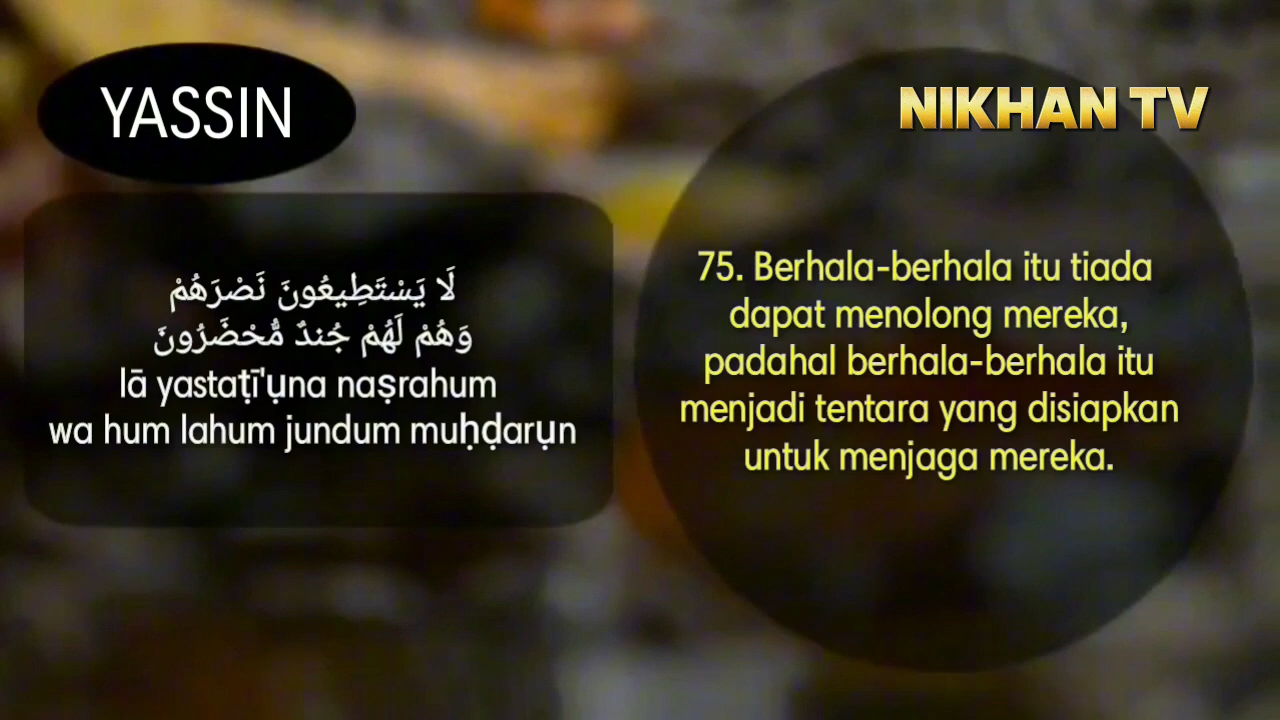 YASSIN
NIKHAN TV
لَا يَسْتَطِيعُونَ نَصْرَهُمْ
وَهُمْ لَهُمْ جُندٌ مُّحْضَرُونَ
lā yastaṭī'ụna naṣrahum
wa hum lahum jundum muḥḍarụn
75. Berhala-berhala itu tiada
dapat menolong mereka,
padahal berhala-berhala itu
menjadi tentara yang disiapkan
untuk menjaga mereka.